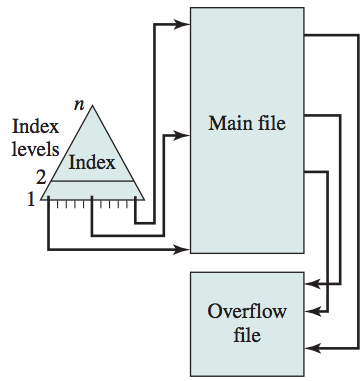 n
Index
levels
Index
2
1
Main file
Overflow
file